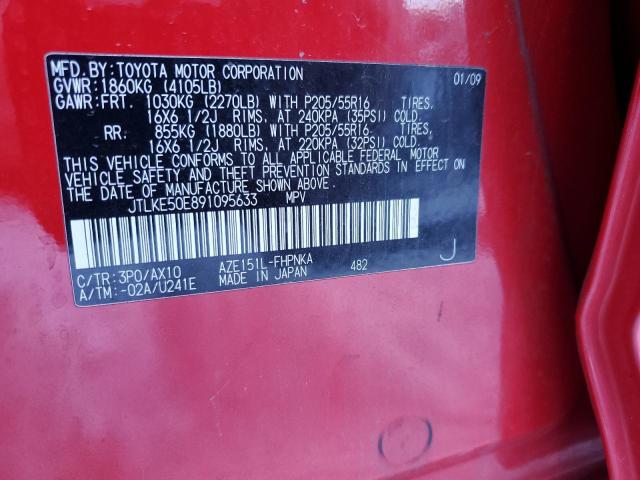 MFD.BY:TOYOTA MOTOR CORPORATION 01/09
GVWR:1860KG (4105LB)
GAWR:FRT. 1030KG (2270LB) WITH P205/55R16 TIRES,
16X6 1/2J RIMS, AT 240KPA (35PSI) COLD.
RR. 855KG (1880LB) WITH P205/55R16 TIRES,
16X6 1/2J RIMS, AT 220KPA (32PSI) COLD.
THIS VEHICLE CONFORMS TO ALL APPLICABLE FEDERAL MOTOR
VEHICLE SAFETY AND THEFT PREVENTION STANDARDS IN EFFECT ON
THE DATE OF MANUFACTURE SHOWN ABOVE.
JTLKE50E891095633 MPV
C/TR:3P0/AX10 AZE151L-FHPNKA J
A/TM:-02A/U241E MADE IN JAPAN 482